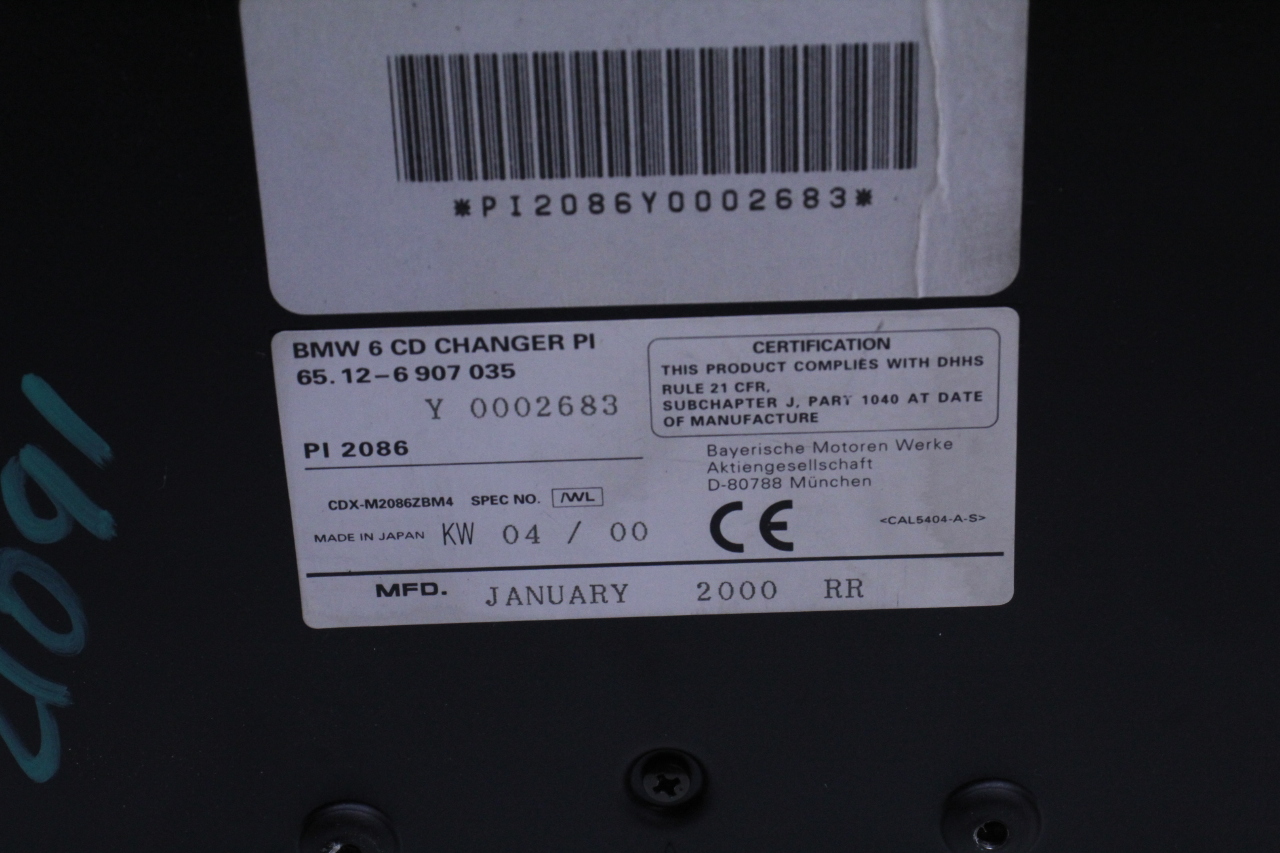 *PI2086Y0002683*
BMW 6 CD CHANGER PI
65. 12–6 907 035
Y 0002683
PI 2086
CDX-M2086ZBM4 SPEC NO. /WL
MADE IN JAPAN KW 04 / 00
CERTIFICATION
THIS PRODUCT COMPLIES WITH DHHS
RULE 21 CFR,
SUBCHAPTER J, PART 1040 AT DATE
OF MANUFACTURE
Bayerische Motoren Werke
Aktiengesellschaft
D-80788 München
CE
<CAL5404-A-S>
MFD. JANUARY 2000 RR